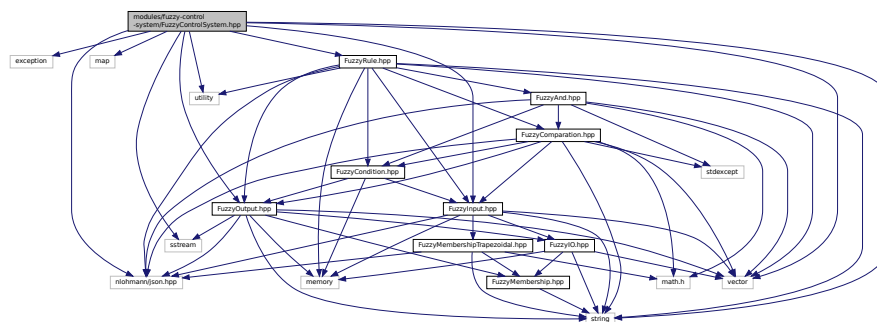 modules/fuzzy-control
-system/FuzzyControlSystem.hpp
exception
map
FuzzyRule.hpp
utility
FuzzyAnd.hpp
FuzzyComparation.hpp
FuzzyCondition.hpp
stdexcept
FuzzyOutput.hpp
FuzzyInput.hpp
sstream
FuzzyMembershipTrapezoidal.hpp
FuzzyIO.hpp
nlohmann/json.hpp
memory
FuzzyMembership.hpp
math.h
vector
string